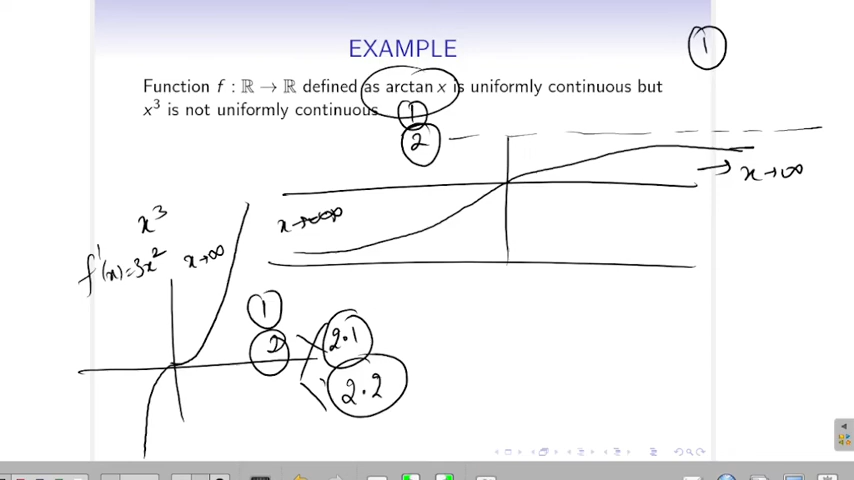 EXAMPLE
①
Function f : ℝ → ℝ defined as arctan x is uniformly continuous but
x³ is not uniformly continuous
①
②
x→∞
x→-∞
x³
f'(x)=3x² x→∞
①
②
2.1
2.2